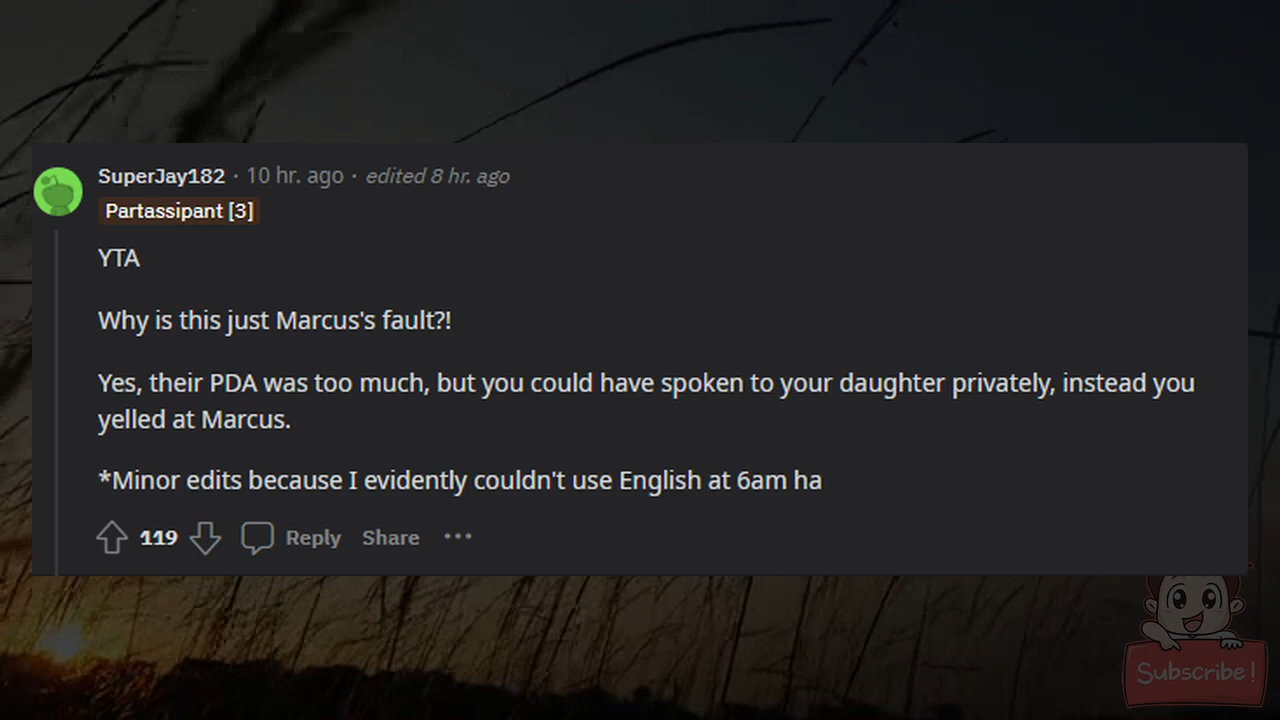 SuperJay182 · 10 hr. ago · edited 8 hr. ago
Partassipant [3]
YTA
Why is this just Marcus's fault?!
Yes, their PDA was too much, but you could have spoken to your daughter privately, instead you
yelled at Marcus.
*Minor edits because I evidently couldn't use English at 6am ha
119 Reply Share ···
Subscribe!